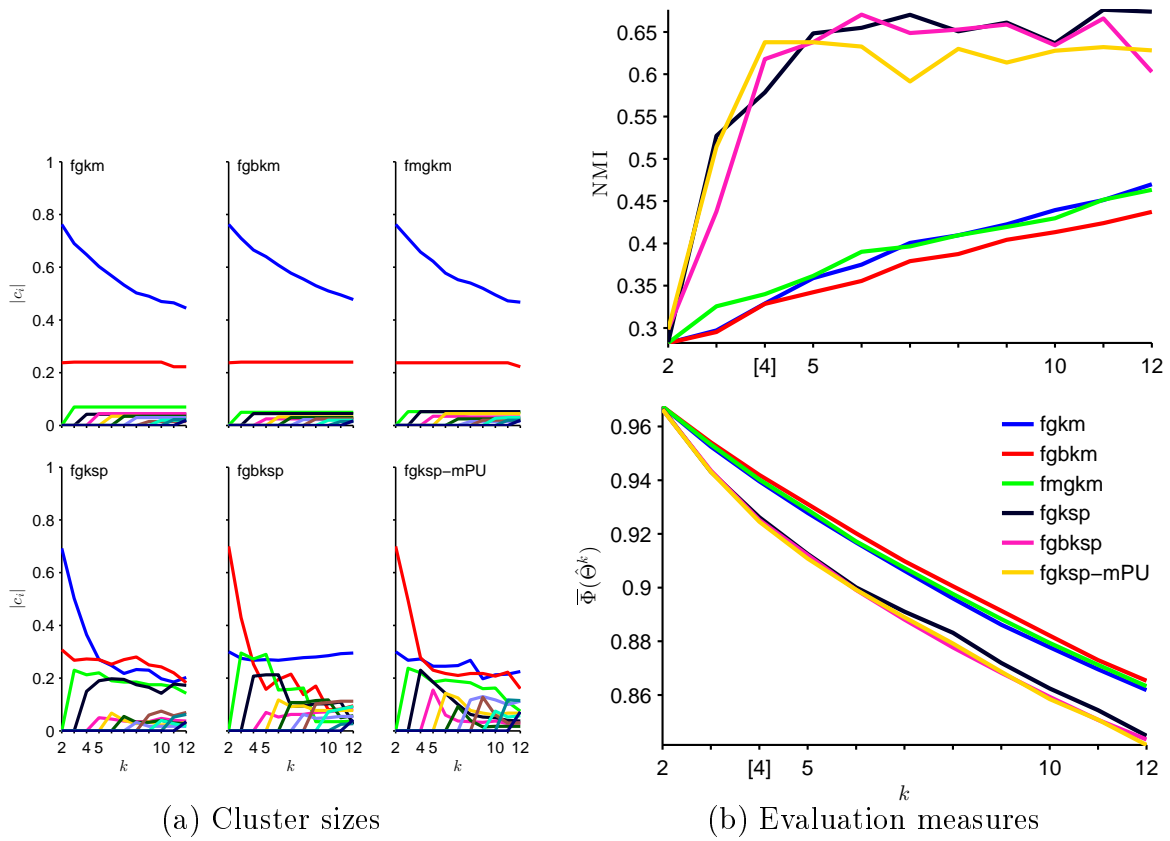 fgkm
fgbkm
fmgkm
1
0.8
0.6
0.4
0.2
0
|c_i|
fgksp
fgbksp
fgksp−mPU
1
0.8
0.6
0.4
0.2
0
|c_i|
2 4 5 10 12
2 4 5 10 12
2 4 5 10 12
k
k
k
(a) Cluster sizes
0.65
0.6
0.55
0.5
0.45
0.4
0.35
0.3
NMI
2 [4] 5 10 12
0.96
0.94
0.92
0.9
0.88
0.86
Φ̅(Θ̂^k)
fgkm
fgbkm
fmgkm
fgksp
fgbksp
fgksp−mPU
2 [4] 5 10 12
k
(b) Evaluation measures